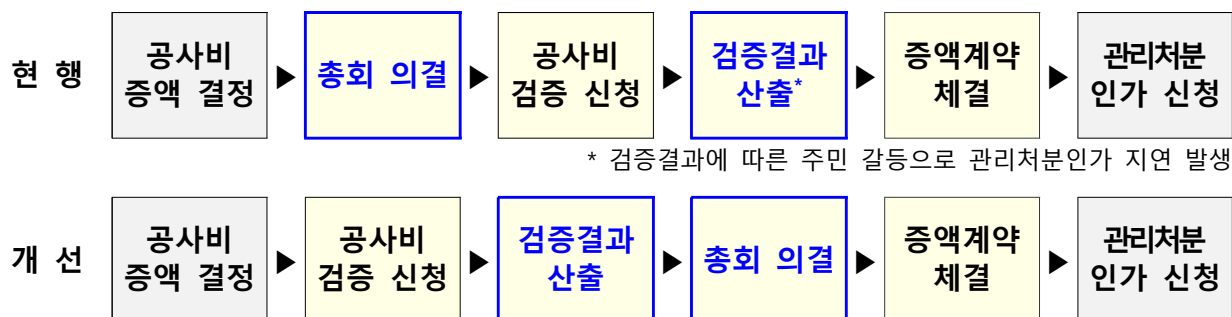 현 행
공사비
증액 결정
▶
총회 의결
▶
공사비
검증 신청
▶
검증결과
산출*
▶
증액계약
체결
▶
관리처분
인가 신청
* 검증결과에 따른 주민 갈등으로 관리처분인가 지연 발생
개 선
공사비
증액 결정
▶
공사비
검증 신청
▶
검증결과
산출
▶
총회 의결
▶
증액계약
체결
▶
관리처분
인가 신청